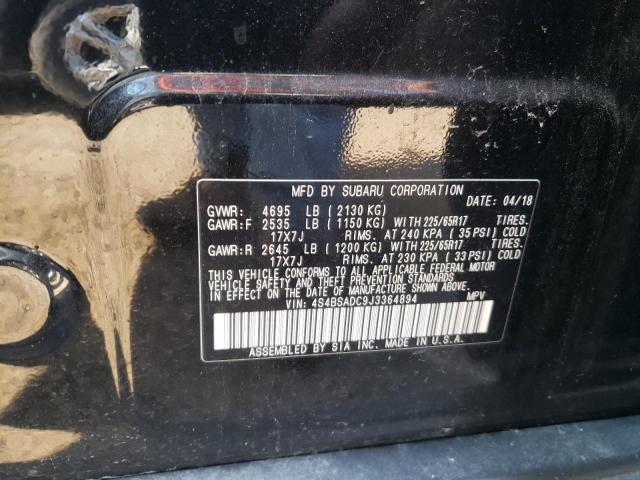 MFD BY SUBARU CORPORATION
GVWR: 4695 LB ( 2130 KG) DATE: 04/18
GAWR:F 2535 LB ( 1150 KG) WITH 225/65R17 TIRES.
17X7J RIMS. AT 240 KPA ( 35 PSI) COLD
GAWR:R 2645 LB ( 1200 KG) WITH 225/65R17 TIRES.
17X7J RIMS. AT 230 KPA ( 33 PSI) COLD
THIS VEHICLE CONFORMS TO ALL APPLICABLE FEDERAL MOTOR
VEHICLE SAFETY AND THEFT PREVENTION STANDARDS
IN EFFECT ON THE DATE OF MANUFACTURE SHOWN ABOVE.
VIN: 4S4BSADC9J3364894 MPV
ASSEMBLED BY SIA INC. MADE IN U.S.A.